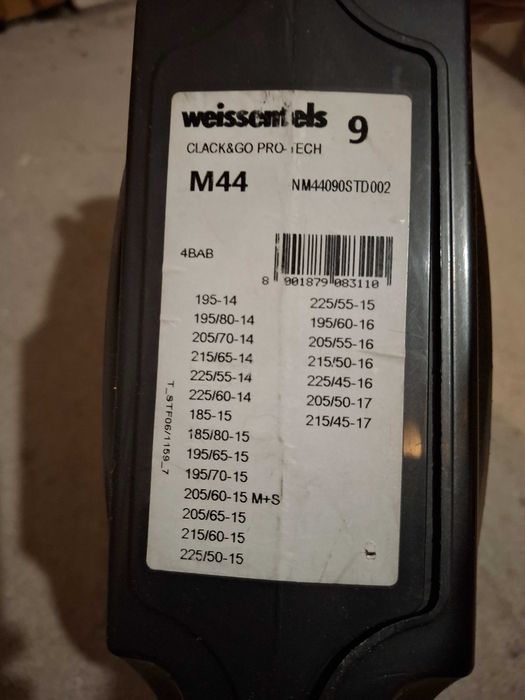 weissenfels 9
CLACK&GO PRO-TECH
M44 NM44090STD002
4BAB
8 901879 083110
195-14
195/80-14
205/70-14
215/65-14
225/55-14
225/60-14
185-15
185/80-15
195/65-15
195/70-15
205/60-15 M+S
205/65-15
215/60-15
225/50-15
225/55-15
195/60-16
205/55-16
215/50-16
225/45-16
205/50-17
215/45-17
T_STF06/1159_7